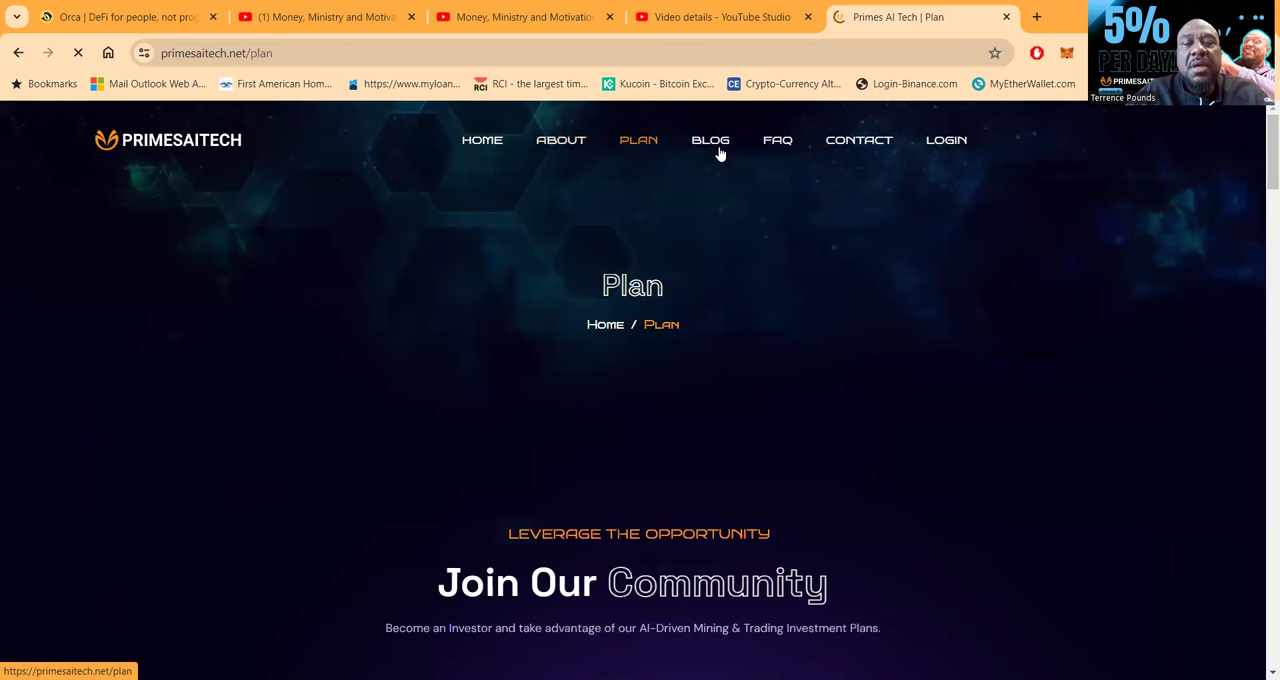 Orca | DeFi for people, not prog
(1) Money, Ministry and Motiva
Money, Ministry and Motivation
Video details - YouTube Studio
Primes AI Tech | Plan
primesaitech.net/plan
Bookmarks
Mail Outlook Web A...
First American Hom...
https://www.myloan...
RCI - the largest tim...
Kucoin - Bitcoin Exc...
Crypto-Currency Alt...
Login-Binance.com
MyEtherWallet.com
5%
PER DAY!
PRIMESAI
Terrence Pounds
PRIMESAITECH
HOME
ABOUT
PLAN
BLOG
FAQ
CONTACT
LOGIN
Plan
HOME / PLAN
LEVERAGE THE OPPORTUNITY
Join Our Community
Become an Investor and take advantage of our AI-Driven Mining & Trading Investment Plans.
https://primesaitech.net/plan